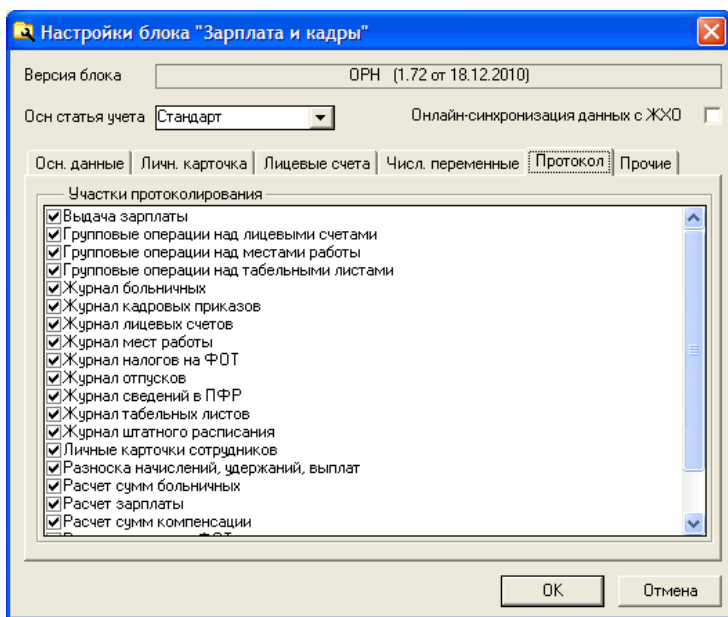 Настройки блока "Зарплата и кадры"
Версия блока ОРН (1.72 от 18.12.2010)
Осн статья учета Стандарт Онлайн-синхронизация данных с ЖХО
Осн. данные Личн. карточка Лицевые счета Числ. переменные Протокол Прочие
Участки протоколирования
Выдача зарплаты
Групповые операции над лицевыми счетами
Групповые операции над местами работы
Групповые операции над табельными листами
Журнал больничных
Журнал кадровых приказов
Журнал лицевых счетов
Журнал мест работы
Журнал налогов на ФОТ
Журнал отпусков
Журнал сведений в ПФР
Журнал табельных листов
Журнал штатного расписания
Личные карточки сотрудников
Разноска начислений, удержаний, выплат
Расчет сумм больничных
Расчет зарплаты
Расчет сумм компенсации
OK Отмена